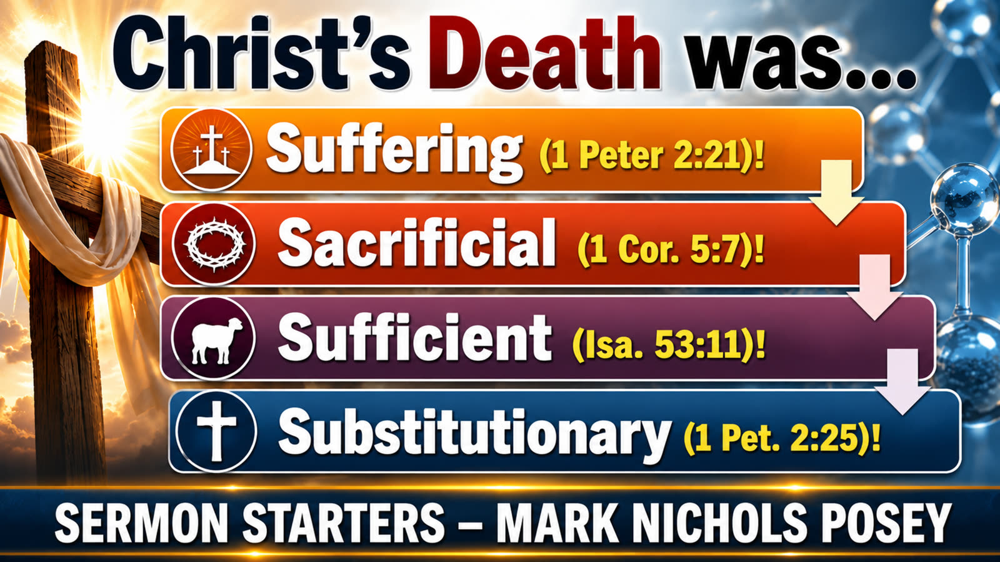 Christ’s Death was...
Suffering (1 Peter 2:21)!
Sacrificial (1 Cor. 5:7)!
Sufficient (Isa. 53:11)!
Substitutionary (1 Pet. 2:25)!
SERMON STARTERS – MARK NICHOLS POSEY